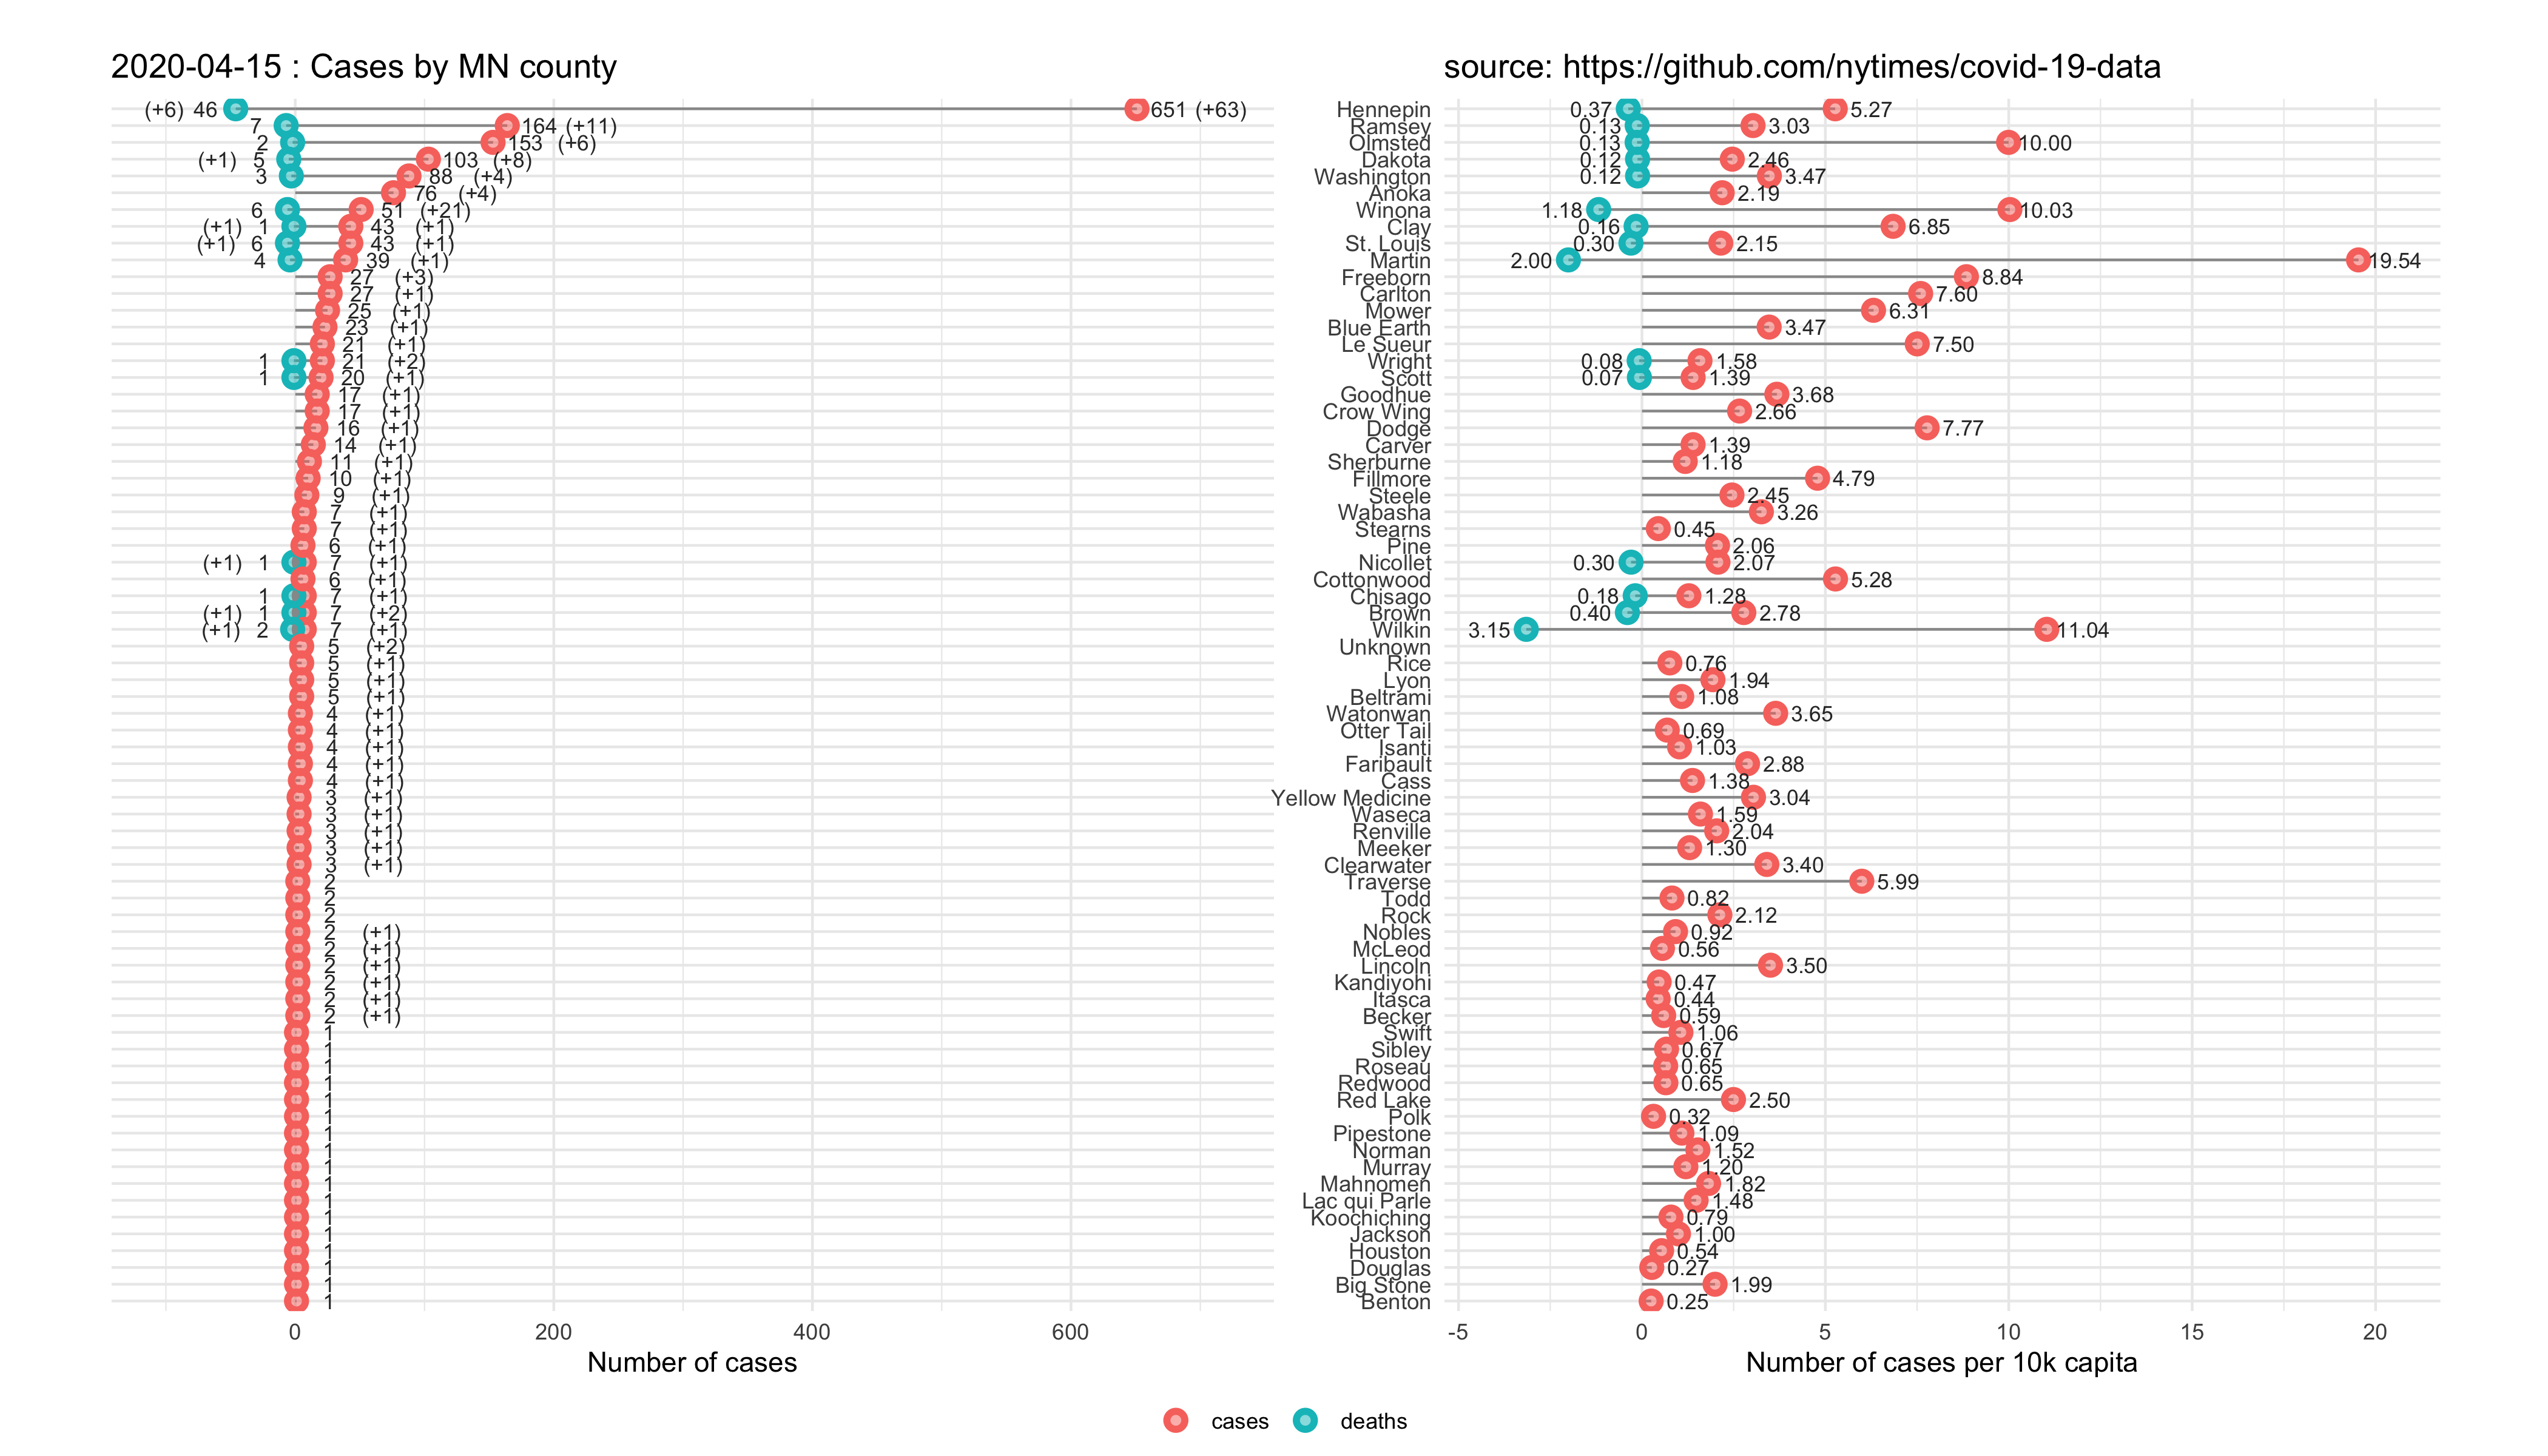 2020-04-15 : Cases by MN county
source: https://github.com/nytimes/covid-19-data
(+6) 46 651 (+63) Hennepin 0.37 5.27
7 164 (+11) Ramsey 0.13 3.03
2 153 (+6) Olmsted 0.13 10.00
(+1) 5 103 (+8) Dakota 0.12 2.46
3 88 (+4) Washington 0.12 3.47
76 (+4) Anoka 2.19
6 51 (+21) Winona 1.18 10.03
(+1) 1 43 (+1) Clay 0.16 6.85
(+1) 6 43 (+1) St. Louis 0.30 2.15
4 39 (+1) Martin 2.00 19.54
27 (+3) Freeborn 8.84
27 (+1) Carlton 7.60
25 (+1) Mower 6.31
23 (+1) Blue Earth 3.47
21 (+1) Le Sueur 7.50
1 21 (+2) Wright 0.08 1.58
1 20 (+1) Scott 0.07 1.39
17 (+1) Goodhue 3.68
17 (+1) Crow Wing 2.66
16 (+1) Dodge 7.77
14 (+1) Carver 1.39
11 (+1) Sherburne 1.18
10 (+1) Fillmore 4.79
9 (+1) Steele 2.45
7 (+1) Wabasha 3.26
7 (+1) Stearns 0.45
6 (+1) Pine 2.06
(+1) 1 7 (+1) Nicollet 0.30 2.07
6 (+1) Cottonwood 5.28
1 7 (+1) Chisago 0.18 1.28
(+1) 1 7 (+2) Brown 0.40 2.78
(+1) 2 7 (+1) Wilkin 3.15 11.04
5 (+2) Unknown
5 (+1) Rice 0.76
5 (+1) Lyon 1.94
5 (+1) Beltrami 1.08
4 (+1) Watonwan 3.65
4 (+1) Otter Tail 0.69
4 (+1) Isanti 1.03
4 (+1) Faribault 2.88
4 (+1) Cass 1.38
3 (+1) Yellow Medicine 3.04
3 (+1) Waseca 1.59
3 (+1) Renville 2.04
3 (+1) Meeker 1.30
3 (+1) Clearwater 3.40
2 Traverse 5.99
2 Todd 0.82
2 Rock 2.12
2 (+1) Nobles 0.92
2 (+1) McLeod 0.56
2 (+1) Lincoln 3.50
2 (+1) Kandiyohi 0.47
2 (+1) Itasca 0.44
2 (+1) Becker 0.59
1 Swift 1.06
1 Sibley 0.67
1 Roseau 0.65
1 Redwood 0.65
1 Red Lake 2.50
1 Polk 0.32
1 Pipestone 1.09
1 Norman 1.52
1 Murray 1.20
1 Mahnomen 1.82
1 Lac qui Parle 1.48
1 Koochiching 0.79
1 Jackson 1.00
1 Houston 0.54
1 Douglas 0.27
1 Big Stone 1.99
1 Benton 0.25
0 200 400 600 -5 0 5 10 15 20
Number of cases
Number of cases per 10k capita
cases deaths